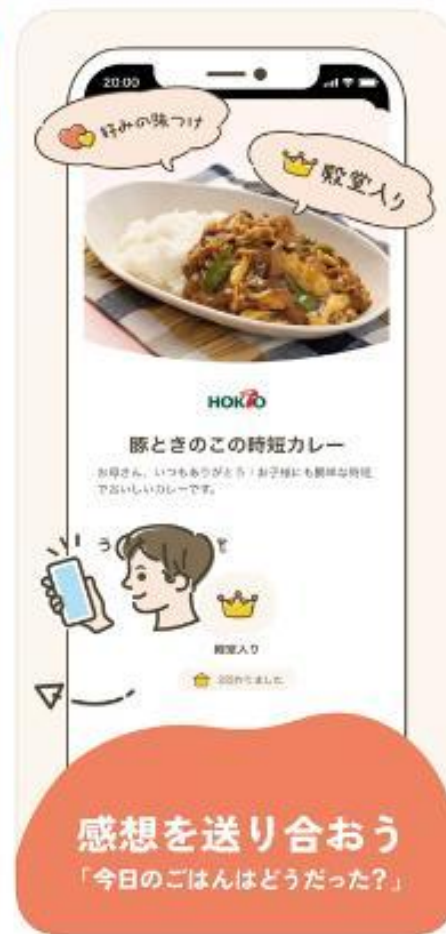 20:00
好みの味つけ
殿堂入り
HOKTO
豚ときのこの時短カレー
お母さん、いつもありがとう!お子様にも簡単な時短
でおいしいカレーです。
う
殿堂入り
感想を送り合おう
「今日のごはんはどうだった?」